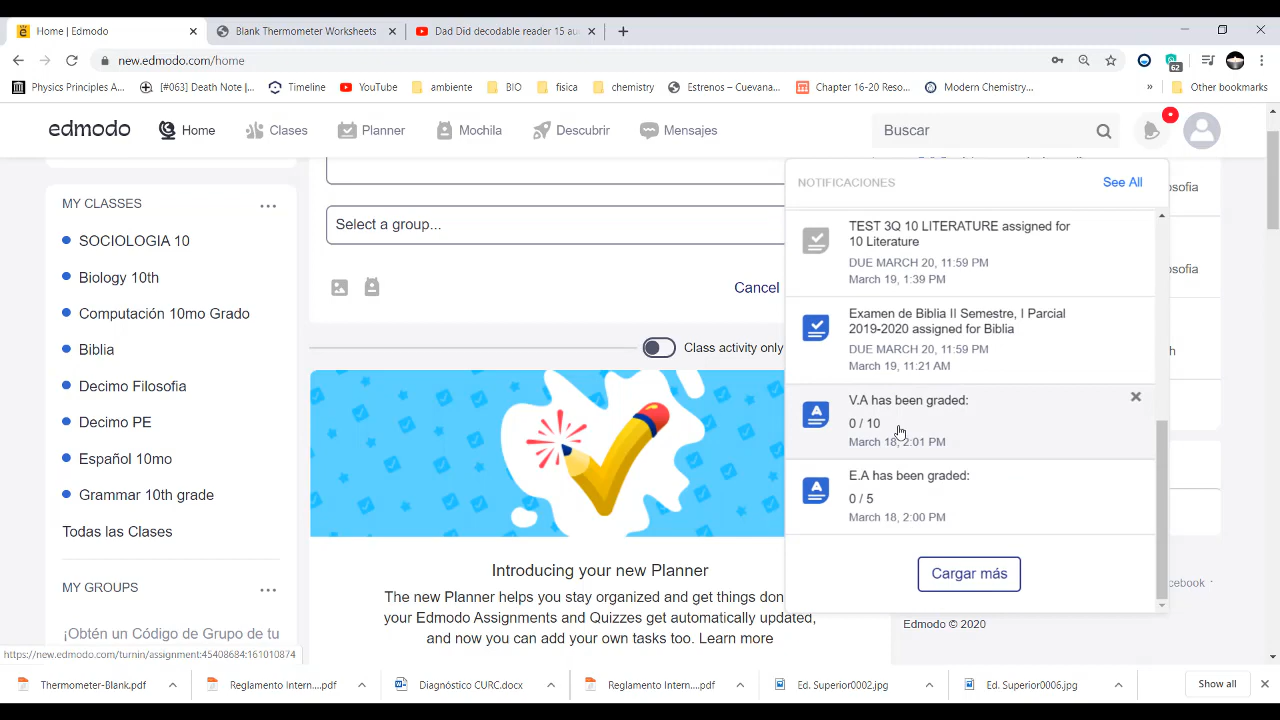 Home | Edmodo
Blank Thermometer Worksheets
Dad Did decodable reader 15 au
new.edmodo.com/home
62
Physics Principles A...
[#063] Death Note |...
Timeline
YouTube
ambient
BIO
fisica
chemistry
Estrenos – Cuevana...
Chapter 16-20 Reso...
Modern Chemistry...
»
Other bookmarks
edmodo
Home
Clases
Planner
Mochila
Descubrir
Mensajes
Buscar
MY CLASSES
SOCIOLOGIA 10
Biology 10th
Computación 10mo Grado
Biblia
Decimo Filosofia
Decimo PE
Español 10mo
Grammar 10th grade
Todas las Clases
MY GROUPS
¡Obtén un Código de Grupo de tu
https://new.edmodo.com/turnin/assignment:45408684:161010874
Select a group...
Cancel
Class activity only
Introducing your new Planner
The new Planner helps you stay organized and get things don
your Edmodo Assignments and Quizzes get automatically updated,
and now you can add your own tasks too. Learn more
NOTIFICACIONES
See All
TEST 3Q 10 LITERATURE assigned for
10 Literature
DUE MARCH 20, 11:59 PM
March 19, 1:39 PM
Examen de Biblia II Semestre, I Parcial
2019-2020 assigned for Biblia
DUE MARCH 20, 11:59 PM
March 19, 11:21 AM
V.A has been graded:
0 / 10
March 18, 2:01 PM
E.A has been graded:
0 / 5
March 18, 2:00 PM
Cargar más
osofia
osofia
h
cebook ·
Edmodo © 2020
Thermometer-Blank.pdf
Reglamento Intern....pdf
Diagnóstico CURC.docx
Reglamento Intern....pdf
Ed. Superior0002.jpg
Ed. Superior0006.jpg
Show all